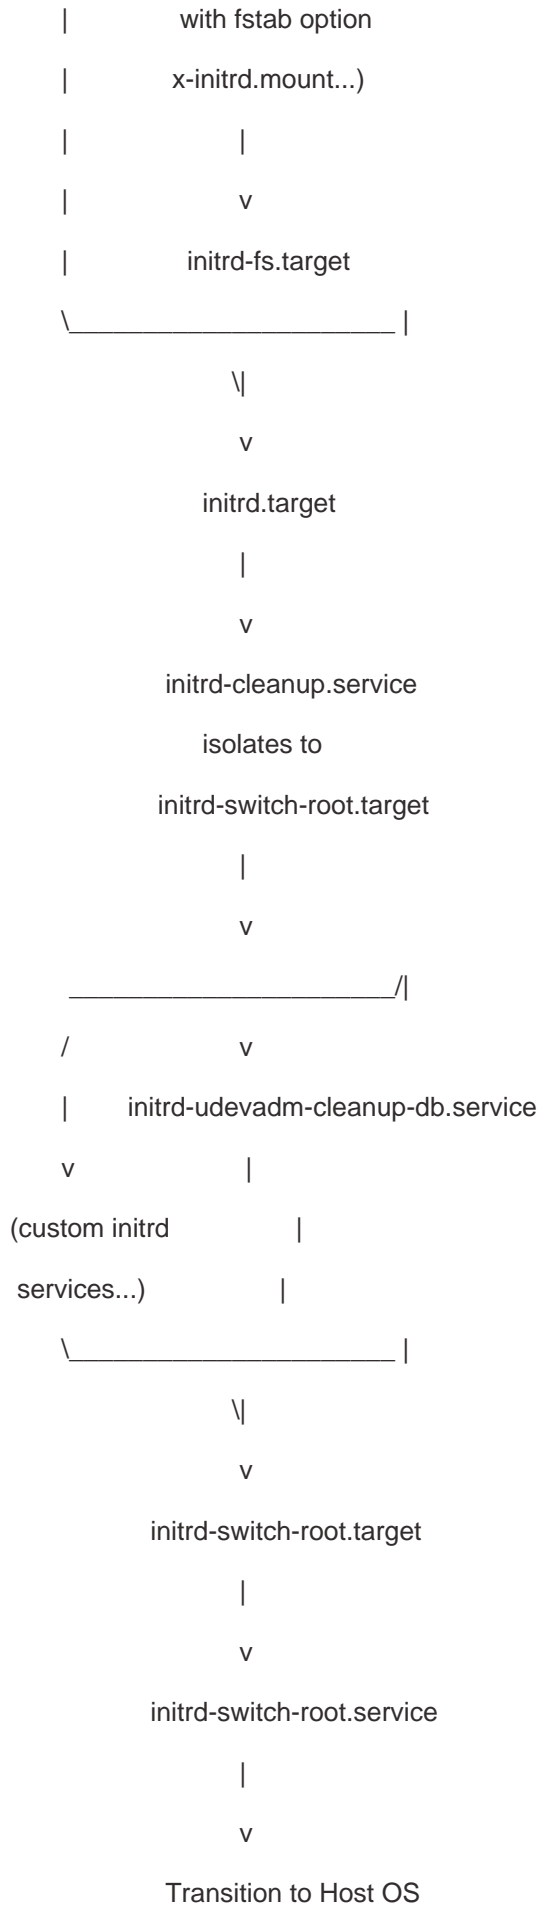 | with fstab option
| x-initrd.mount...)
| |
| v
| initrd-fs.target
\______________________ |
\|
v
initrd.target
|
v
initrd-cleanup.service
isolates to
initrd-switch-root.target
|
v
______________________/|
/ v
| initrd-udevadm-cleanup-db.service
v |
(custom initrd |
services...) |
\______________________ |
\|
v
initrd-switch-root.target
|
v
initrd-switch-root.service
|
v
Transition to Host OS